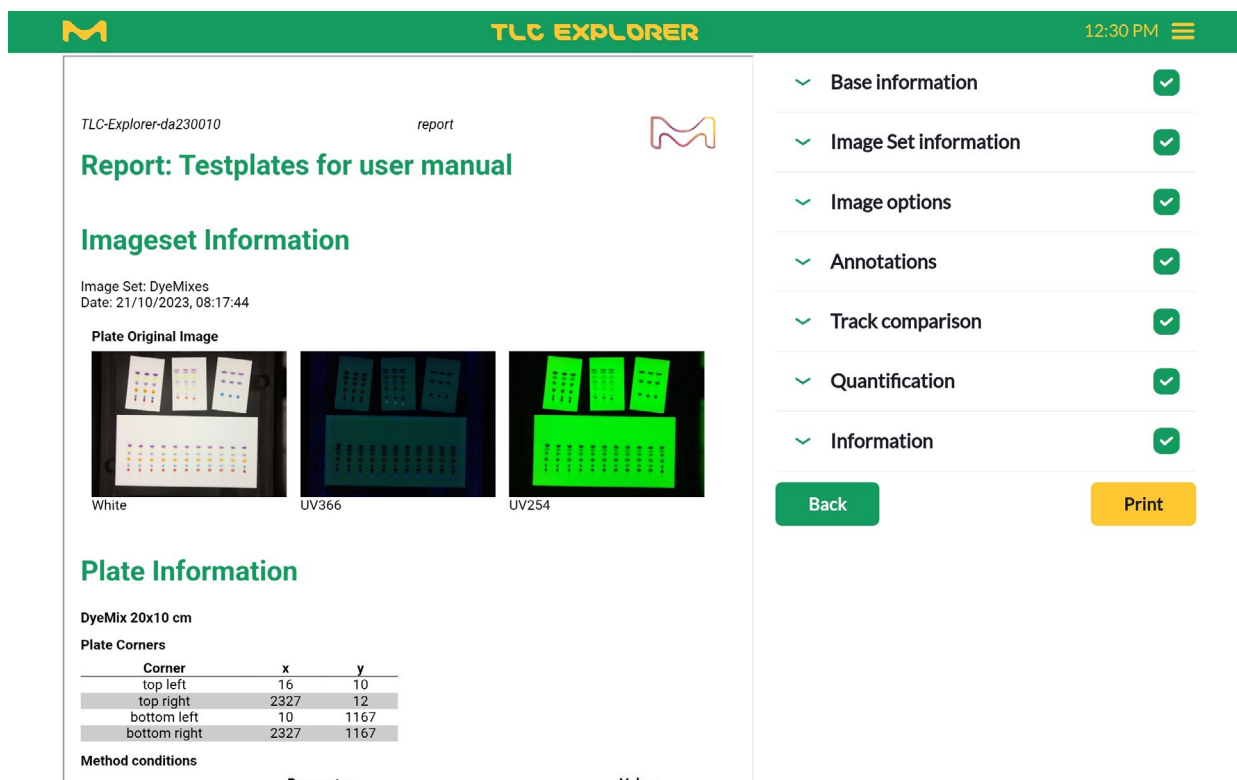 TLC EXPLORER
12:30 PM
TLC-Explorer-da230010 report
Report: Testplates for user manual
Imageset Information
Image Set: DyeMixes
Date: 21/10/2023, 08:17:44
Plate Original Image
White UV366 UV254
Plate Information
DyeMix 20x10 cm
Plate Corners
Corner x y
top left 16 10
top right 2327 12
bottom left 10 1167
bottom right 2327 1167
Method conditions
Base information
Image Set information
Image options
Annotations
Track comparison
Quantification
Information
Back
Print